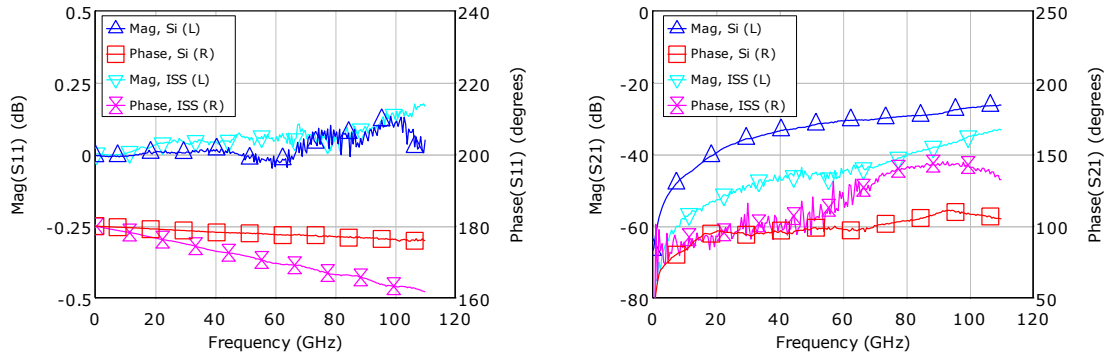 0.5
0.25
0
-0.25
-0.5
Mag(S11) (dB)
Mag, Si (L)
Phase, Si (R)
Mag, ISS (L)
Phase, ISS (R)
240
220
200
180
160
Phase(S11) (degrees)
0 20 40 60 80 100 120
Frequency (GHz)
-20
-40
-60
-80
Mag(S21) (dB)
Mag, Si (L)
Phase, Si (R)
Mag, ISS (L)
Phase, ISS (R)
250
200
150
100
50
Phase(S21) (degrees)
0 20 40 60 80 100 120
Frequency (GHz)